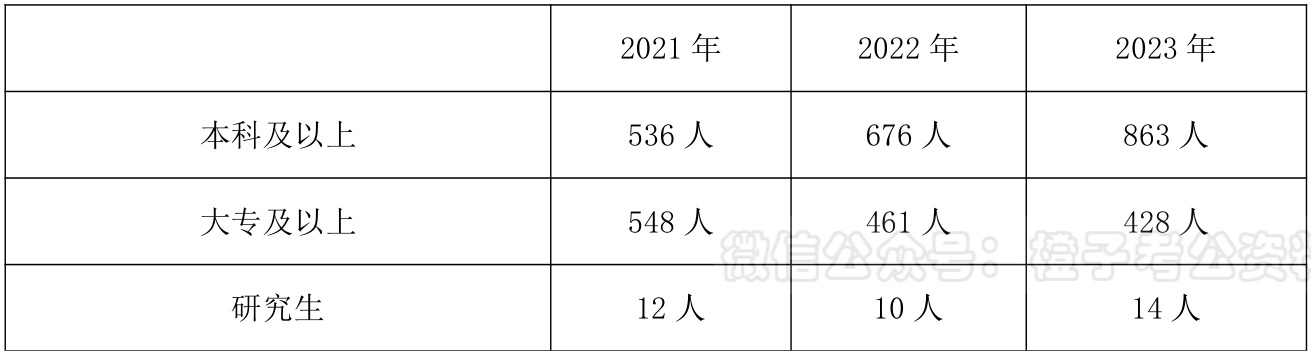 2021 年 2022 年 2023 年
本科及以上 536 人 676 人 863 人
大专及以上 548 人 461 人 428 人
微信公众号：橙子考公资料
研究生 12 人 10 人 14 人